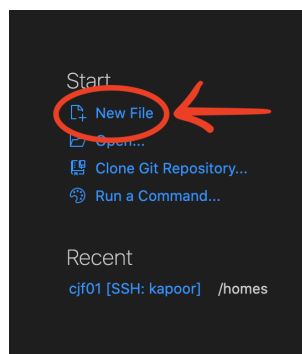 Start
New File
Open...
Clone Git Repository...
Run a Command...
Recent
cjf01 [SSH: kapoor] /homes